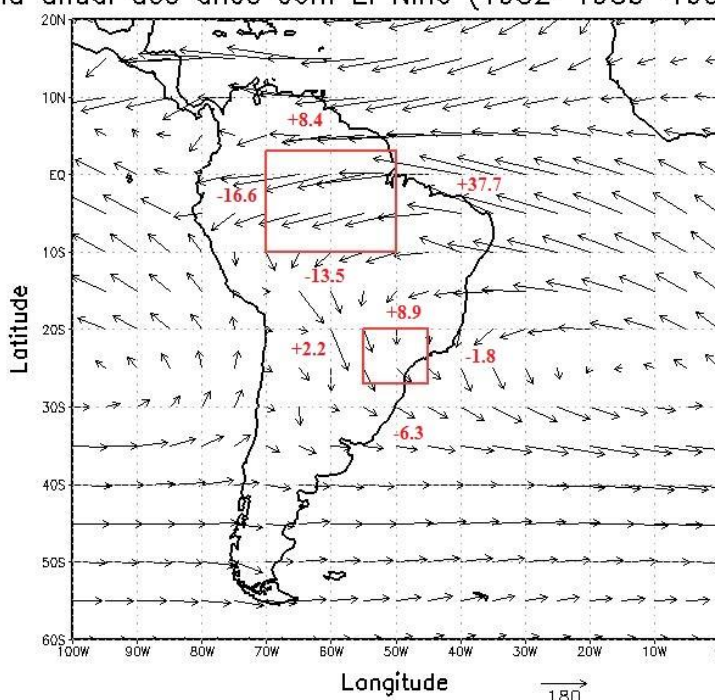 anual dos anos com El Niño (1982
20N
+8.4
10N
EQ
-16.6
+37.7
10S
-13.5
+8.9
20S
+2.2
-1.8
30S
-6.3
40S
50S
60S
100W 90W 80W 70W 60W 50W 40W 30W 20W 10W
Latitude
Longitude
180